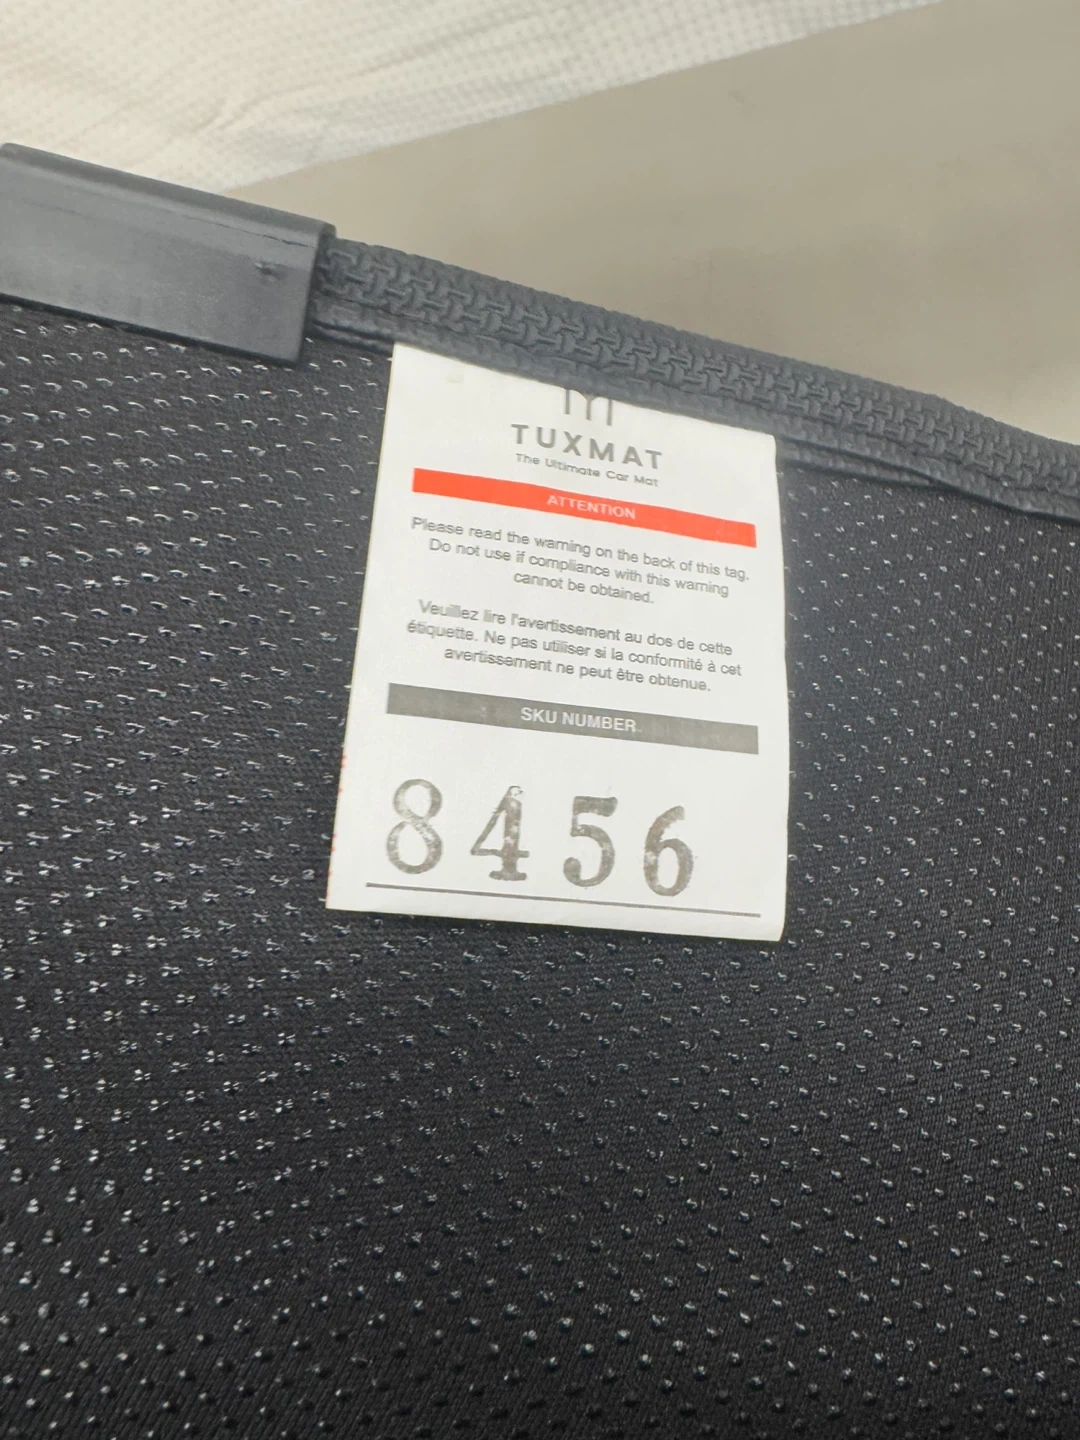 TUXMAT
The Ultimate Car Mat
ATTENTION
Please read the warning on the back of this tag.
Do not use if compliance with this warning
cannot be obtained.
Veuillez lire l'avertissement au dos de cette
étiquette. Ne pas utiliser si la conformité à cet
avertissement ne peut être obtenue.
SKU NUMBER
8456